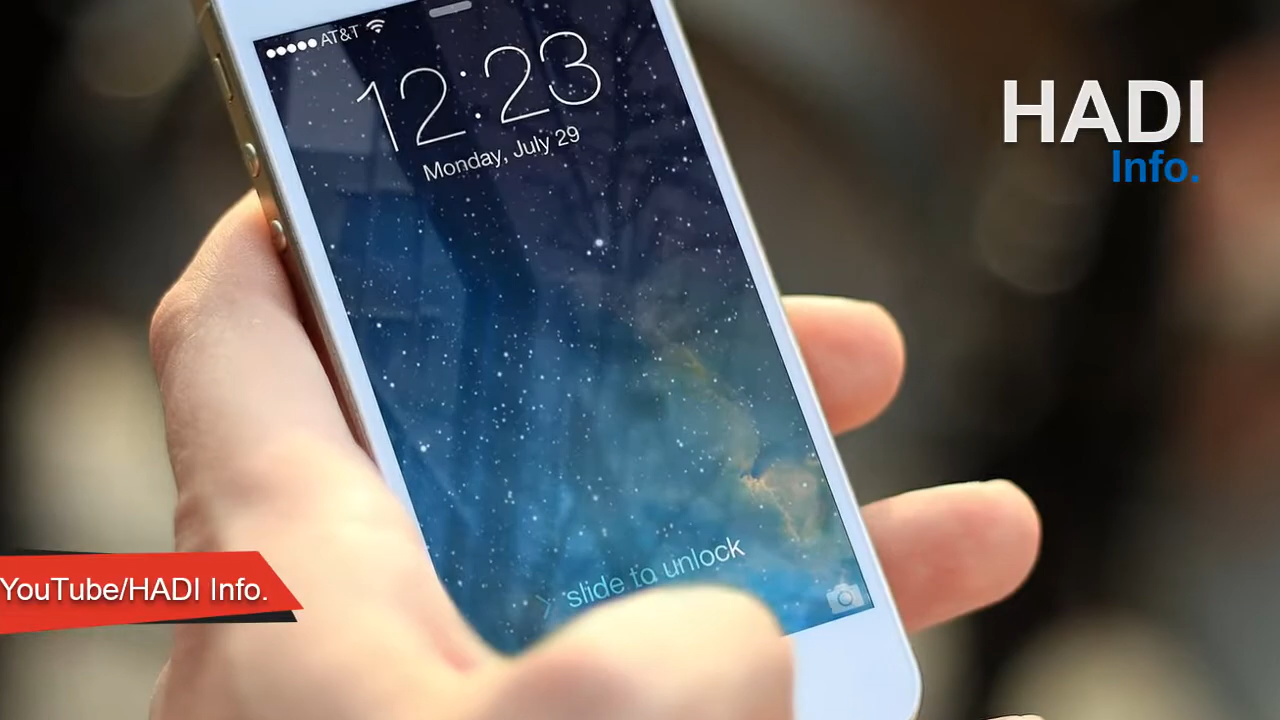 AT&T
12:23
Monday, July 29
HADI
Info.
slide to unlock
YouTube/HADI Info.